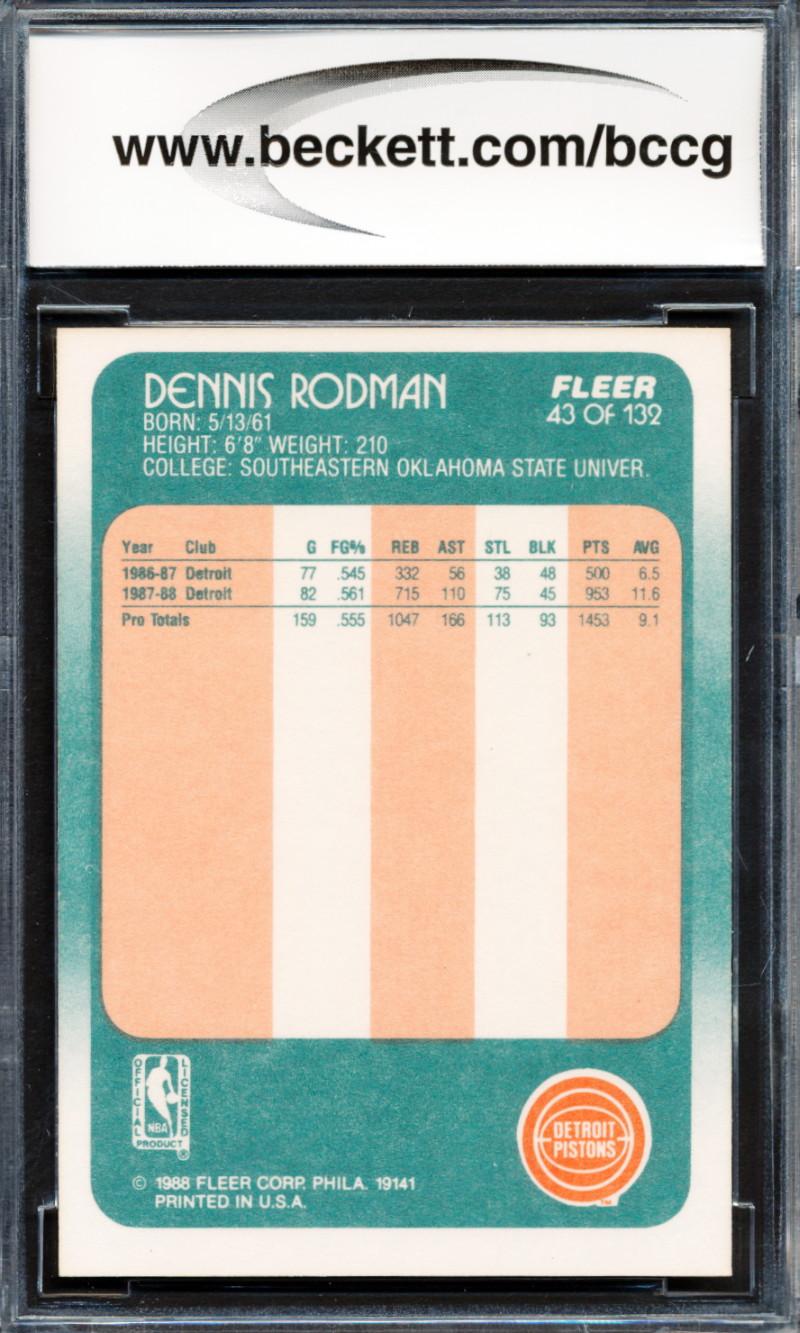 www.beckett.com/bccg
DENNIS RODMAN
FLEER
43 OF 132
BORN: 5/13/61
HEIGHT: 6'8" WEIGHT: 210
COLLEGE: SOUTHEASTERN OKLAHOMA STATE UNIVER.
Year Club G FG% REB AST STL BLK PTS AVG
1986-87 Detroit 77 .545 332 56 38 48 500 6.5
1987-88 Detroit 82 .561 715 110 75 45 953 11.6
Pro Totals 159 .555 1047 166 113 93 1453 9.1
OFFICIAL
LICENSED
NBA
PRODUCT
®
DETROIT
PISTONS
TM
© 1988 FLEER CORP. PHILA. 19141
PRINTED IN U.S.A.